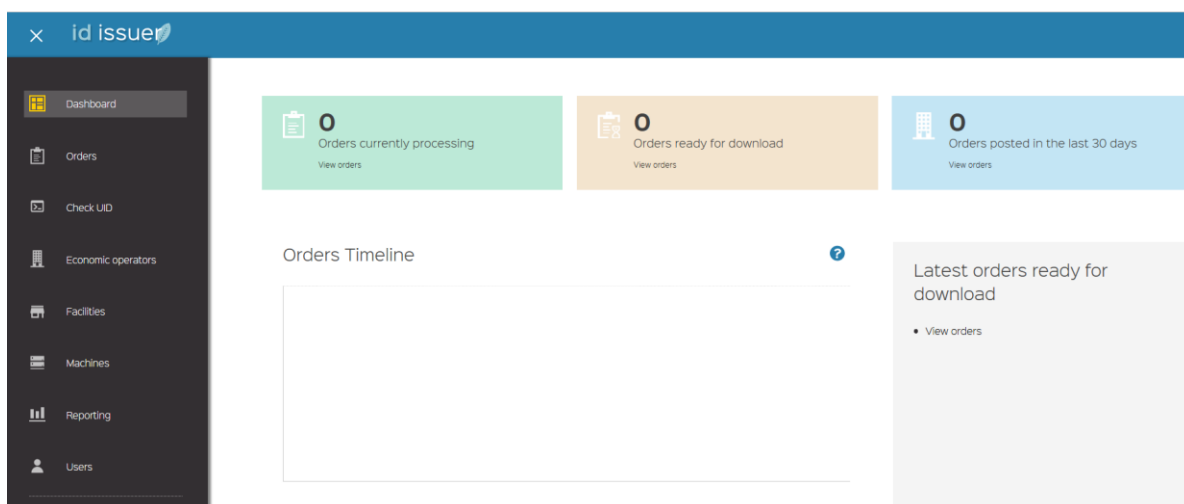 id issuer
Dashboard
Orders
Check UID
Economic operators
Facilities
Machines
Reporting
Users
0
Orders currently processing
View orders
0
Orders ready for download
View orders
0
Orders posted in the last 30 days
View orders
Orders Timeline
?
Latest orders ready for
download
• View orders